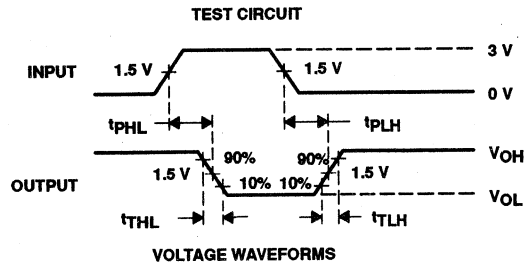 TEST CIRCUIT
3 V
INPUT 1.5 V 1.5 V
0 V
tPHL tPLH
90% 90% VOH
OUTPUT 1.5 V 10% 10% 1.5 V
VOL
tTHL tTLH
VOLTAGE WAVEFORMS